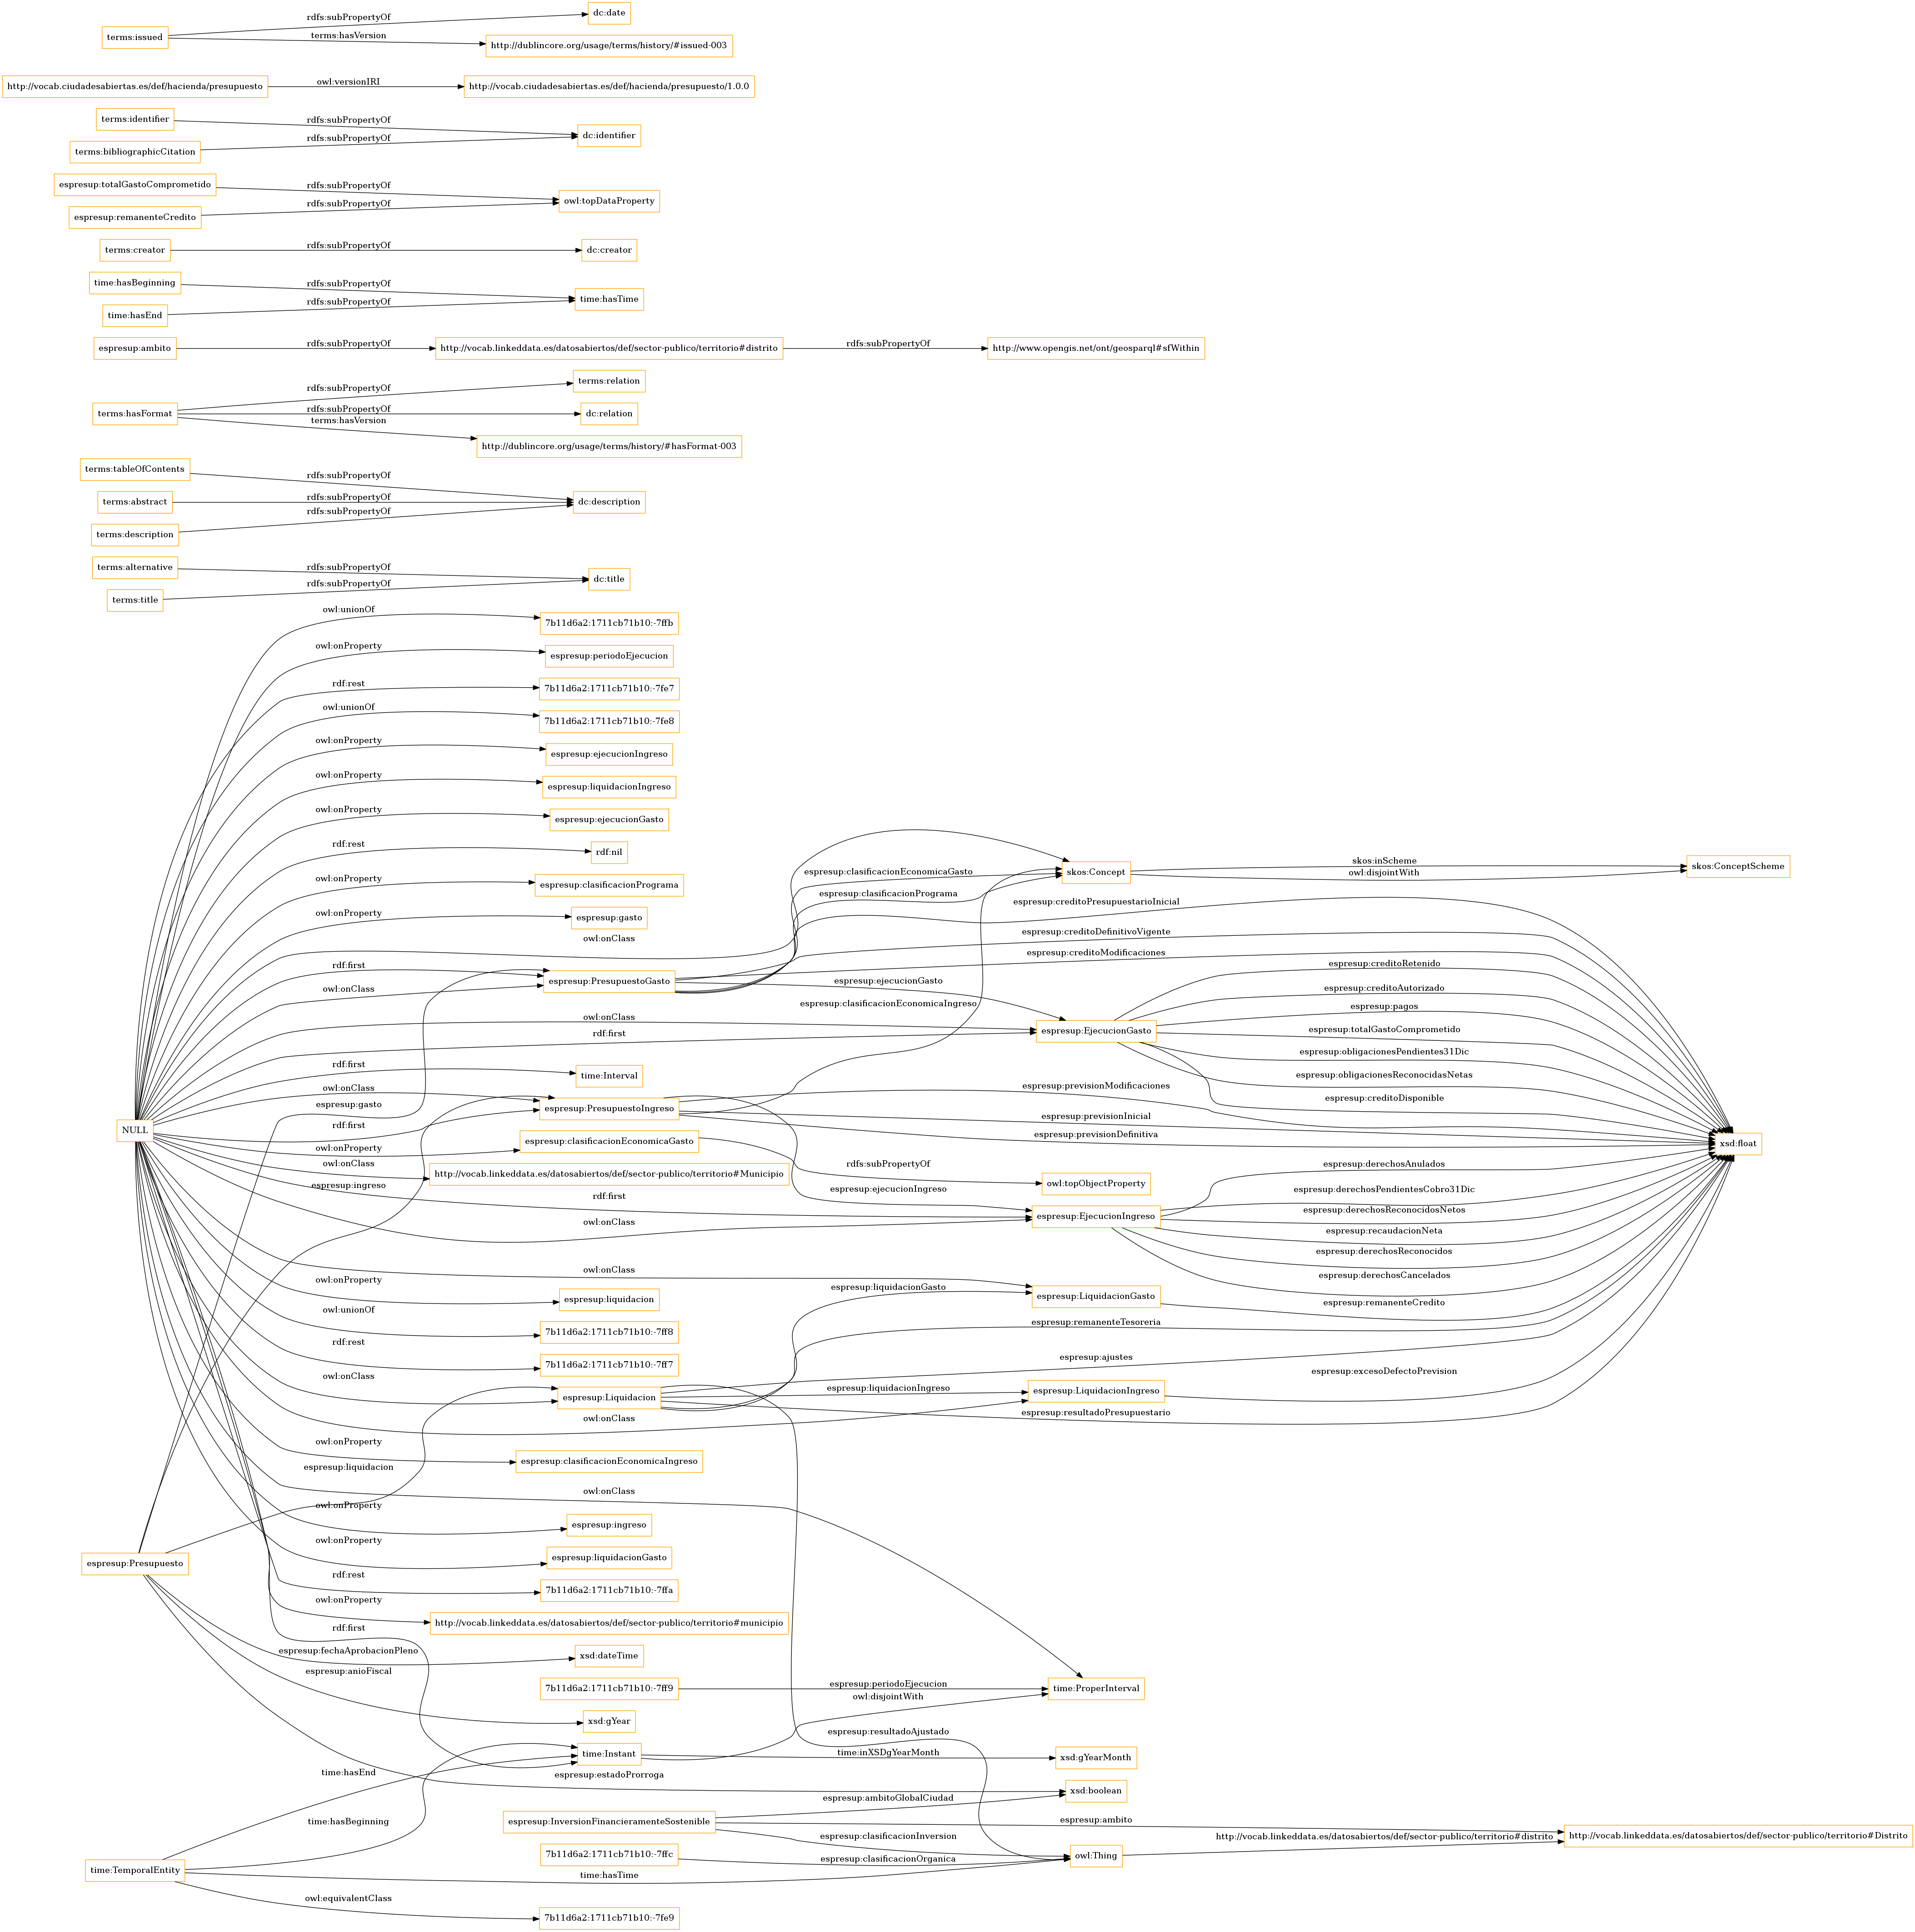 dc:date
rdfs:subPropertyOf
terms:issued
terms:hasVersion
http://dublincore.org/usage/terms/history/#issued-003
http://vocab.ciudadesabiertas.es/def/hacienda/presupuesto
owl:versionIRI
http://vocab.ciudadesabiertas.es/def/hacienda/presupuesto/1.0.0
terms:identifier
rdfs:subPropertyOf
dc:identifier
rdfs:subPropertyOf
terms:bibliographicCitation
espresup:totalGastoComprometido
rdfs:subPropertyOf
owl:topDataProperty
rdfs:subPropertyOf
espresup:remanenteCredito
terms:creator
rdfs:subPropertyOf
dc:creator
time:hasBeginning
rdfs:subPropertyOf
time:hasTime
rdfs:subPropertyOf
time:hasEnd
espresup:ambito
rdfs:subPropertyOf
http://vocab.linkeddata.es/datosabiertos/def/sector-publico/territorio#distrito
rdfs:subPropertyOf
http://www.opengis.net/ont/geosparql#sfWithin
terms:relation
rdfs:subPropertyOf
terms:hasFormat
rdfs:subPropertyOf
dc:relation
terms:hasVersion
http://dublincore.org/usage/terms/history/#hasFormat-003
terms:tableOfContents
rdfs:subPropertyOf
terms:abstract
rdfs:subPropertyOf
dc:description
rdfs:subPropertyOf
terms:description
terms:alternative
rdfs:subPropertyOf
dc:title
rdfs:subPropertyOf
terms:title
owl:unionOf
7b11d6a2:1711cb71b10:-7ffb
owl:onProperty
espresup:periodoEjecucion
rdf:rest
7b11d6a2:1711cb71b10:-7fe7
owl:unionOf
7b11d6a2:1711cb71b10:-7fe8
owl:onProperty
espresup:ejecucionIngreso
owl:onProperty
espresup:liquidacionIngreso
owl:onProperty
espresup:ejecucionGasto
rdf:rest
rdf:nil
owl:onProperty
espresup:clasificacionPrograma
owl:onProperty
espresup:gasto
owl:onClass
espresup:clasificacionEconomicaGasto
espresup:clasificacionPrograma
skos:Concept
skos:inScheme
owl:disjointWith
skos:ConceptScheme
espresup:creditoPresupuestarioInicial
espresup:creditoDefinitivoVigente
espresup:creditoModificaciones
rdf:first
espresup:PresupuestoGasto
owl:onClass
espresup:ejecucionGasto
espresup:clasificacionEconomicaIngreso
espresup:creditoRetenido
espresup:creditoAutorizado
espresup:pagos
owl:onClass
rdf:first
espresup:EjecucionGasto
espresup:totalGastoComprometido
espresup:obligacionesPendientes31Dic
espresup:obligacionesReconocidasNetas
espresup:creditoDisponible
rdf:first
time:Interval
espresup:gasto
owl:onClass
espresup:PresupuestoIngreso
rdf:first
espresup:previsionModificaciones
espresup:previsionInicial
espresup:previsionDefinitiva
NULL
xsd:float
owl:onProperty
espresup:clasificacionEconomicaGasto
owl:onClass
http://vocab.linkeddata.es/datosabiertos/def/sector-publico/territorio#Municipio
rdfs:subPropertyOf
owl:topObjectProperty
espresup:ingreso
rdf:first
espresup:ejecucionIngreso
owl:onClass
espresup:EjecucionIngreso
espresup:derechosAnulados
espresup:derechosPendientesCobro31Dic
espresup:derechosReconocidosNetos
espresup:recaudacionNeta
espresup:derechosReconocidos
espresup:derechosCancelados
owl:onClass
espresup:liquidacionGasto
espresup:LiquidacionGasto
espresup:remanenteCredito
owl:onProperty
espresup:liquidacion
owl:unionOf
7b11d6a2:1711cb71b10:-7ff8
espresup:remanenteTesoreria
rdf:rest
7b11d6a2:1711cb71b10:-7ff7
espresup:ajustes
owl:onClass
espresup:Liquidacion
espresup:liquidacionIngreso
espresup:LiquidacionIngreso
espresup:excesoDefectoPrevision
espresup:resultadoPresupuestario
owl:onClass
owl:onProperty
espresup:clasificacionEconomicaIngreso
espresup:liquidacion
owl:onClass
owl:onProperty
espresup:ingreso
owl:onProperty
espresup:liquidacionGasto
espresup:Presupuesto
rdf:rest
7b11d6a2:1711cb71b10:-7ffa
owl:onProperty
http://vocab.linkeddata.es/datosabiertos/def/sector-publico/territorio#municipio
rdf:first
espresup:fechaAprobacionPleno
xsd:dateTime
espresup:anioFiscal
7b11d6a2:1711cb71b10:-7ff9
espresup:periodoEjecucion
time:ProperInterval
owl:disjointWith
xsd:gYear
espresup:resultadoAjustado
time:Instant
time:inXSDgYearMonth
xsd:gYearMonth
time:hasEnd
espresup:estadoProrroga
xsd:boolean
espresup:ambitoGlobalCiudad
time:hasBeginning
espresup:InversionFinancieramenteSostenible
espresup:ambito
espresup:clasificacionInversion
http://vocab.linkeddata.es/datosabiertos/def/sector-publico/territorio#distrito
http://vocab.linkeddata.es/datosabiertos/def/sector-publico/territorio#Distrito
7b11d6a2:1711cb71b10:-7ffc
espresup:clasificacionOrganica
owl:Thing
time:TemporalEntity
time:hasTime
owl:equivalentClass
7b11d6a2:1711cb71b10:-7fe9